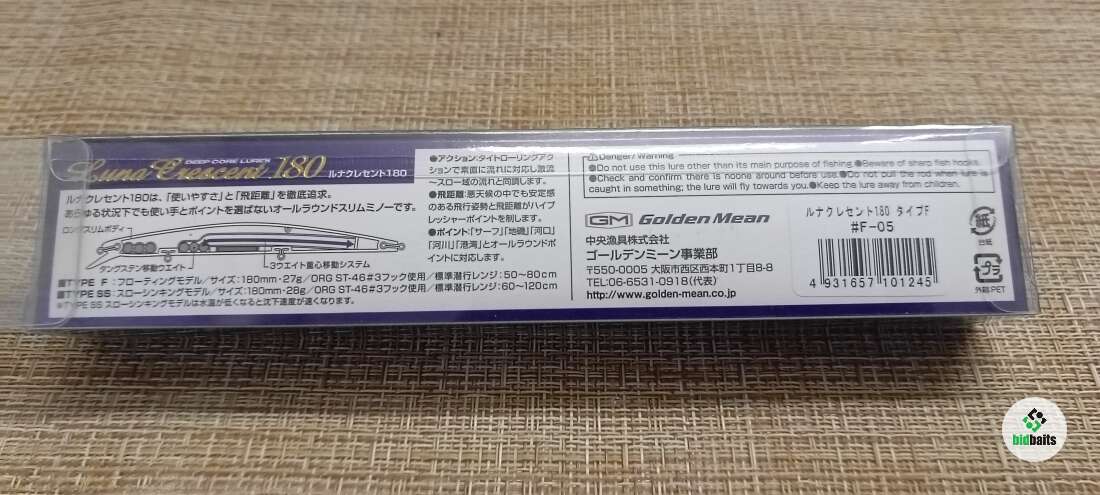 DEEP CORE LURES
Luna Crescent 180 ルナクレセント180
ルナクレセント180は、「使いやすさ」と「飛距離」を徹底追求。
あらゆる状況下でも使い手とポイントを選ばないオールラウンドスリムミノーです。
ロングスリムボディ
タングステン移動ウエイト
3ウエイト重心移動システム
■TYPE F：フローティングモデル／サイズ：180mm・27g／ORG ST-46#3フック使用／標準潜行レンジ：50～80cm
■TYPE SS：スローシンキングモデル／サイズ：180mm・28g／ORG ST-46#3フック使用／標準潜行レンジ：60～120cm
※TYPE SS スローシンキングモデルは水温が低くなると沈下速度が速くなります。
●アクション：タイトローリングアク
ションで素直に流れに対応し激流
～スロー域の流れと同調します。
●飛距離：悪天候の中でも安定感
のある飛行姿勢と飛距離がハイプ
レッシャーポイントを制します。
●ポイント：「サーフ」「地磯」「河口」
「河川」「港湾」とオールラウンドポ
イントに対応します。
⚠Danger/Warning
●Do not use this lure other than its main purpose of fishing.●Beware of sharp fish hooks.
●Check and confirm there is noone around before use.●Do not pull the rod when lure is
caught in something; the lure will fly towards you.●Keep the lure away from children.
GM Golden Mean
中央漁具株式会社
ゴールデンミーン事業部
〒550-0005 大阪市西区西本町1丁目8-8
TEL:06-6531-0918(代表)
http://www.golden-mean.co.jp
ルナクレセント180 タイプF
#F-05
4 931657 101245
紙
台紙
プラ
外箱:PET
bidbaits